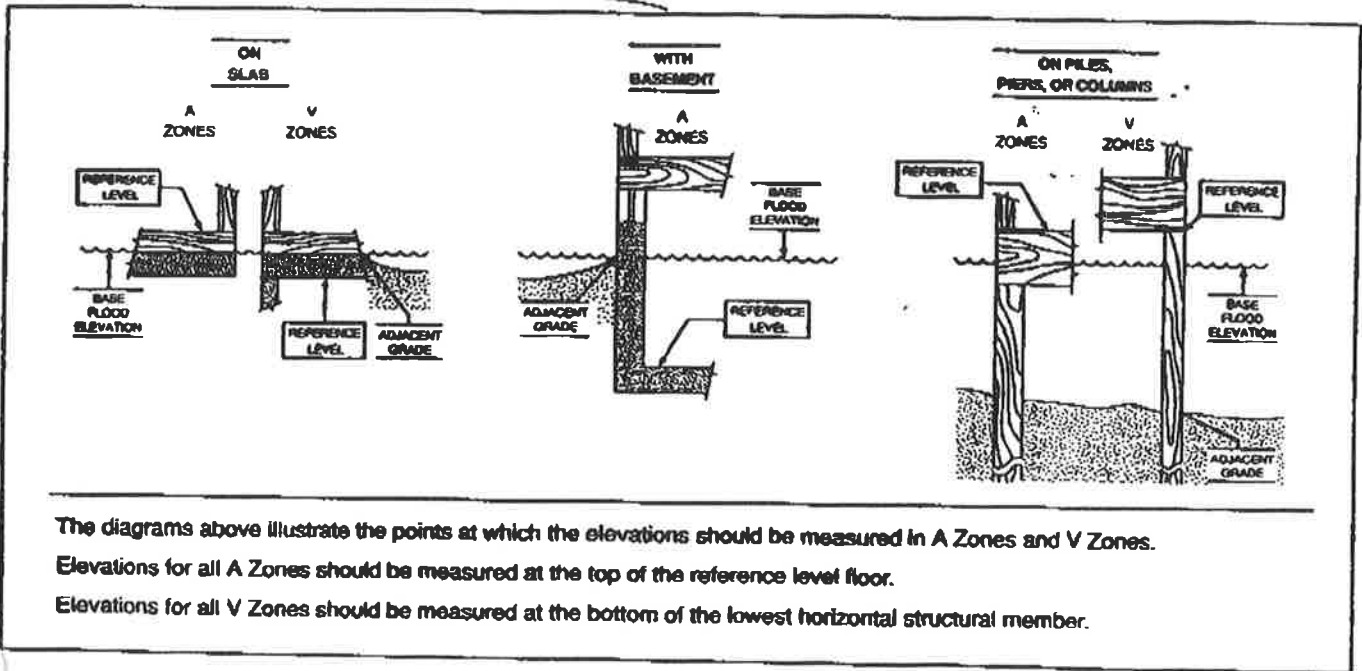 ON
SLAB
A
ZONES
V
ZONES
REFERENCE
LEVEL
BASE
FLOOD
ELEVATION
REFERENCE
LEVEL
ADJACENT
GRADE
WITH
BASEMENT
A
ZONES
BASE
FLOOD
ELEVATION
ADJACENT
GRADE
REFERENCE
LEVEL
ON PILES,
PIERS, OR COLUMNS
A
ZONES
V
ZONES
REFERENCE
LEVEL
REFERENCE
LEVEL
BASE
FLOOD
ELEVATION
ADJACENT
GRADE
The diagrams above illustrate the points at which the elevations should be measured in A Zones and V Zones.
Elevations for all A Zones should be measured at the top of the reference level floor.
Elevations for all V Zones should be measured at the bottom of the lowest horizontal structural member.